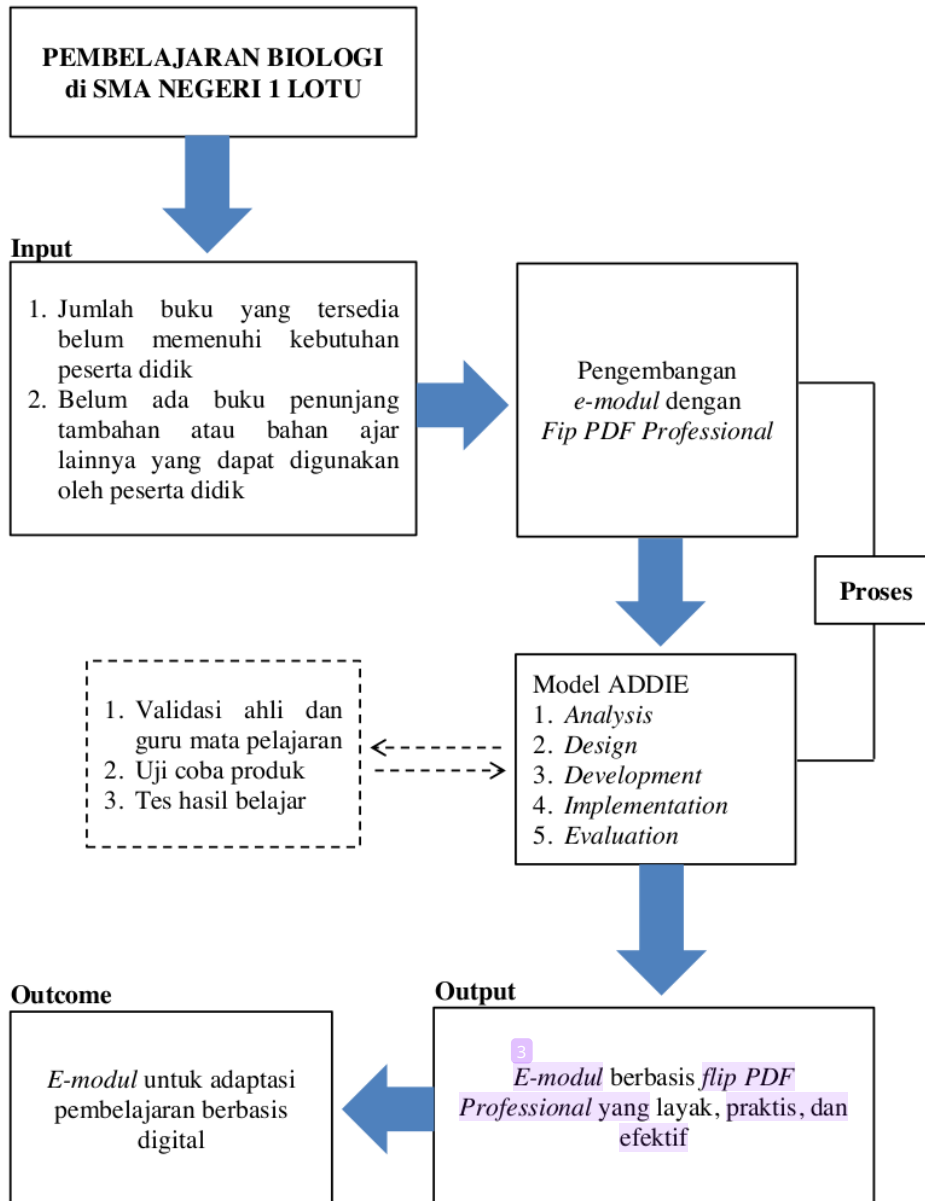 PEMBELAJARAN BIOLOGI
di SMA NEGERI 1 LOTU
Input
1. Jumlah buku yang tersedia
belum memenuhi kebutuhan
peserta didik
2. Belum ada buku penunjang
tambahan atau bahan ajar
lainnya yang dapat digunakan
oleh peserta didik
Pengembangan
e-modul dengan
Fip PDF Professional
Proses
1. Validasi ahli dan
guru mata pelajaran
2. Uji coba produk
3. Tes hasil belajar
Model ADDIE
1. Analysis
2. Design
3. Development
4. Implementation
5. Evaluation
Output
3
E-modul berbasis flip PDF
Professional yang layak, praktis, dan
efektif
Outcome
E-modul untuk adaptasi
pembelajaran berbasis
digital